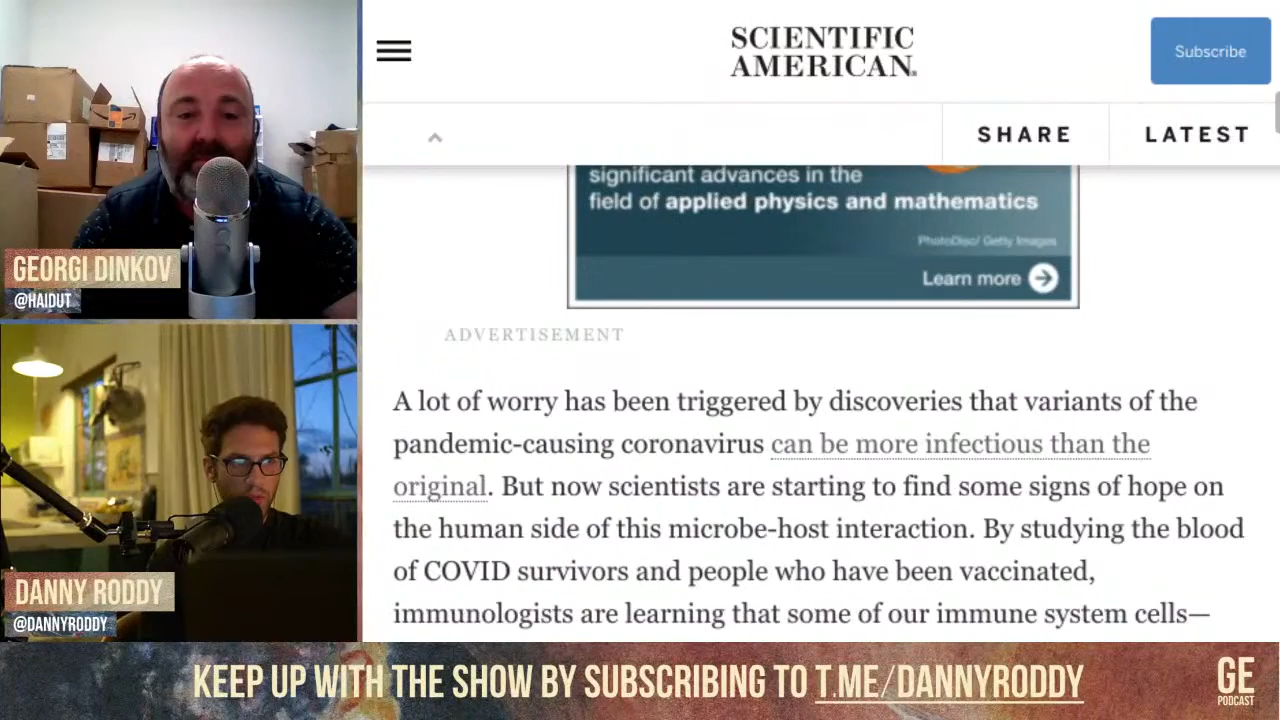 GEORGI DINKOV
@HAIDUT
DANNY RODDY
@DANNYRODDY
SCIENTIFIC
AMERICAN®
Subscribe
SHARE
LATEST
significant advances in the
field of applied physics and mathematics
PhotoDisc/ Getty Images
Learn more
ADVERTISEMENT
A lot of worry has been triggered by discoveries that variants of the
pandemic-causing coronavirus can be more infectious than the
original. But now scientists are starting to find some signs of hope on
the human side of this microbe-host interaction. By studying the blood
of COVID survivors and people who have been vaccinated,
immunologists are learning that some of our immune system cells—
KEEP UP WITH THE SHOW BY SUBSCRIBING TO T.ME/DANNYRODDY
GE
PODCAST